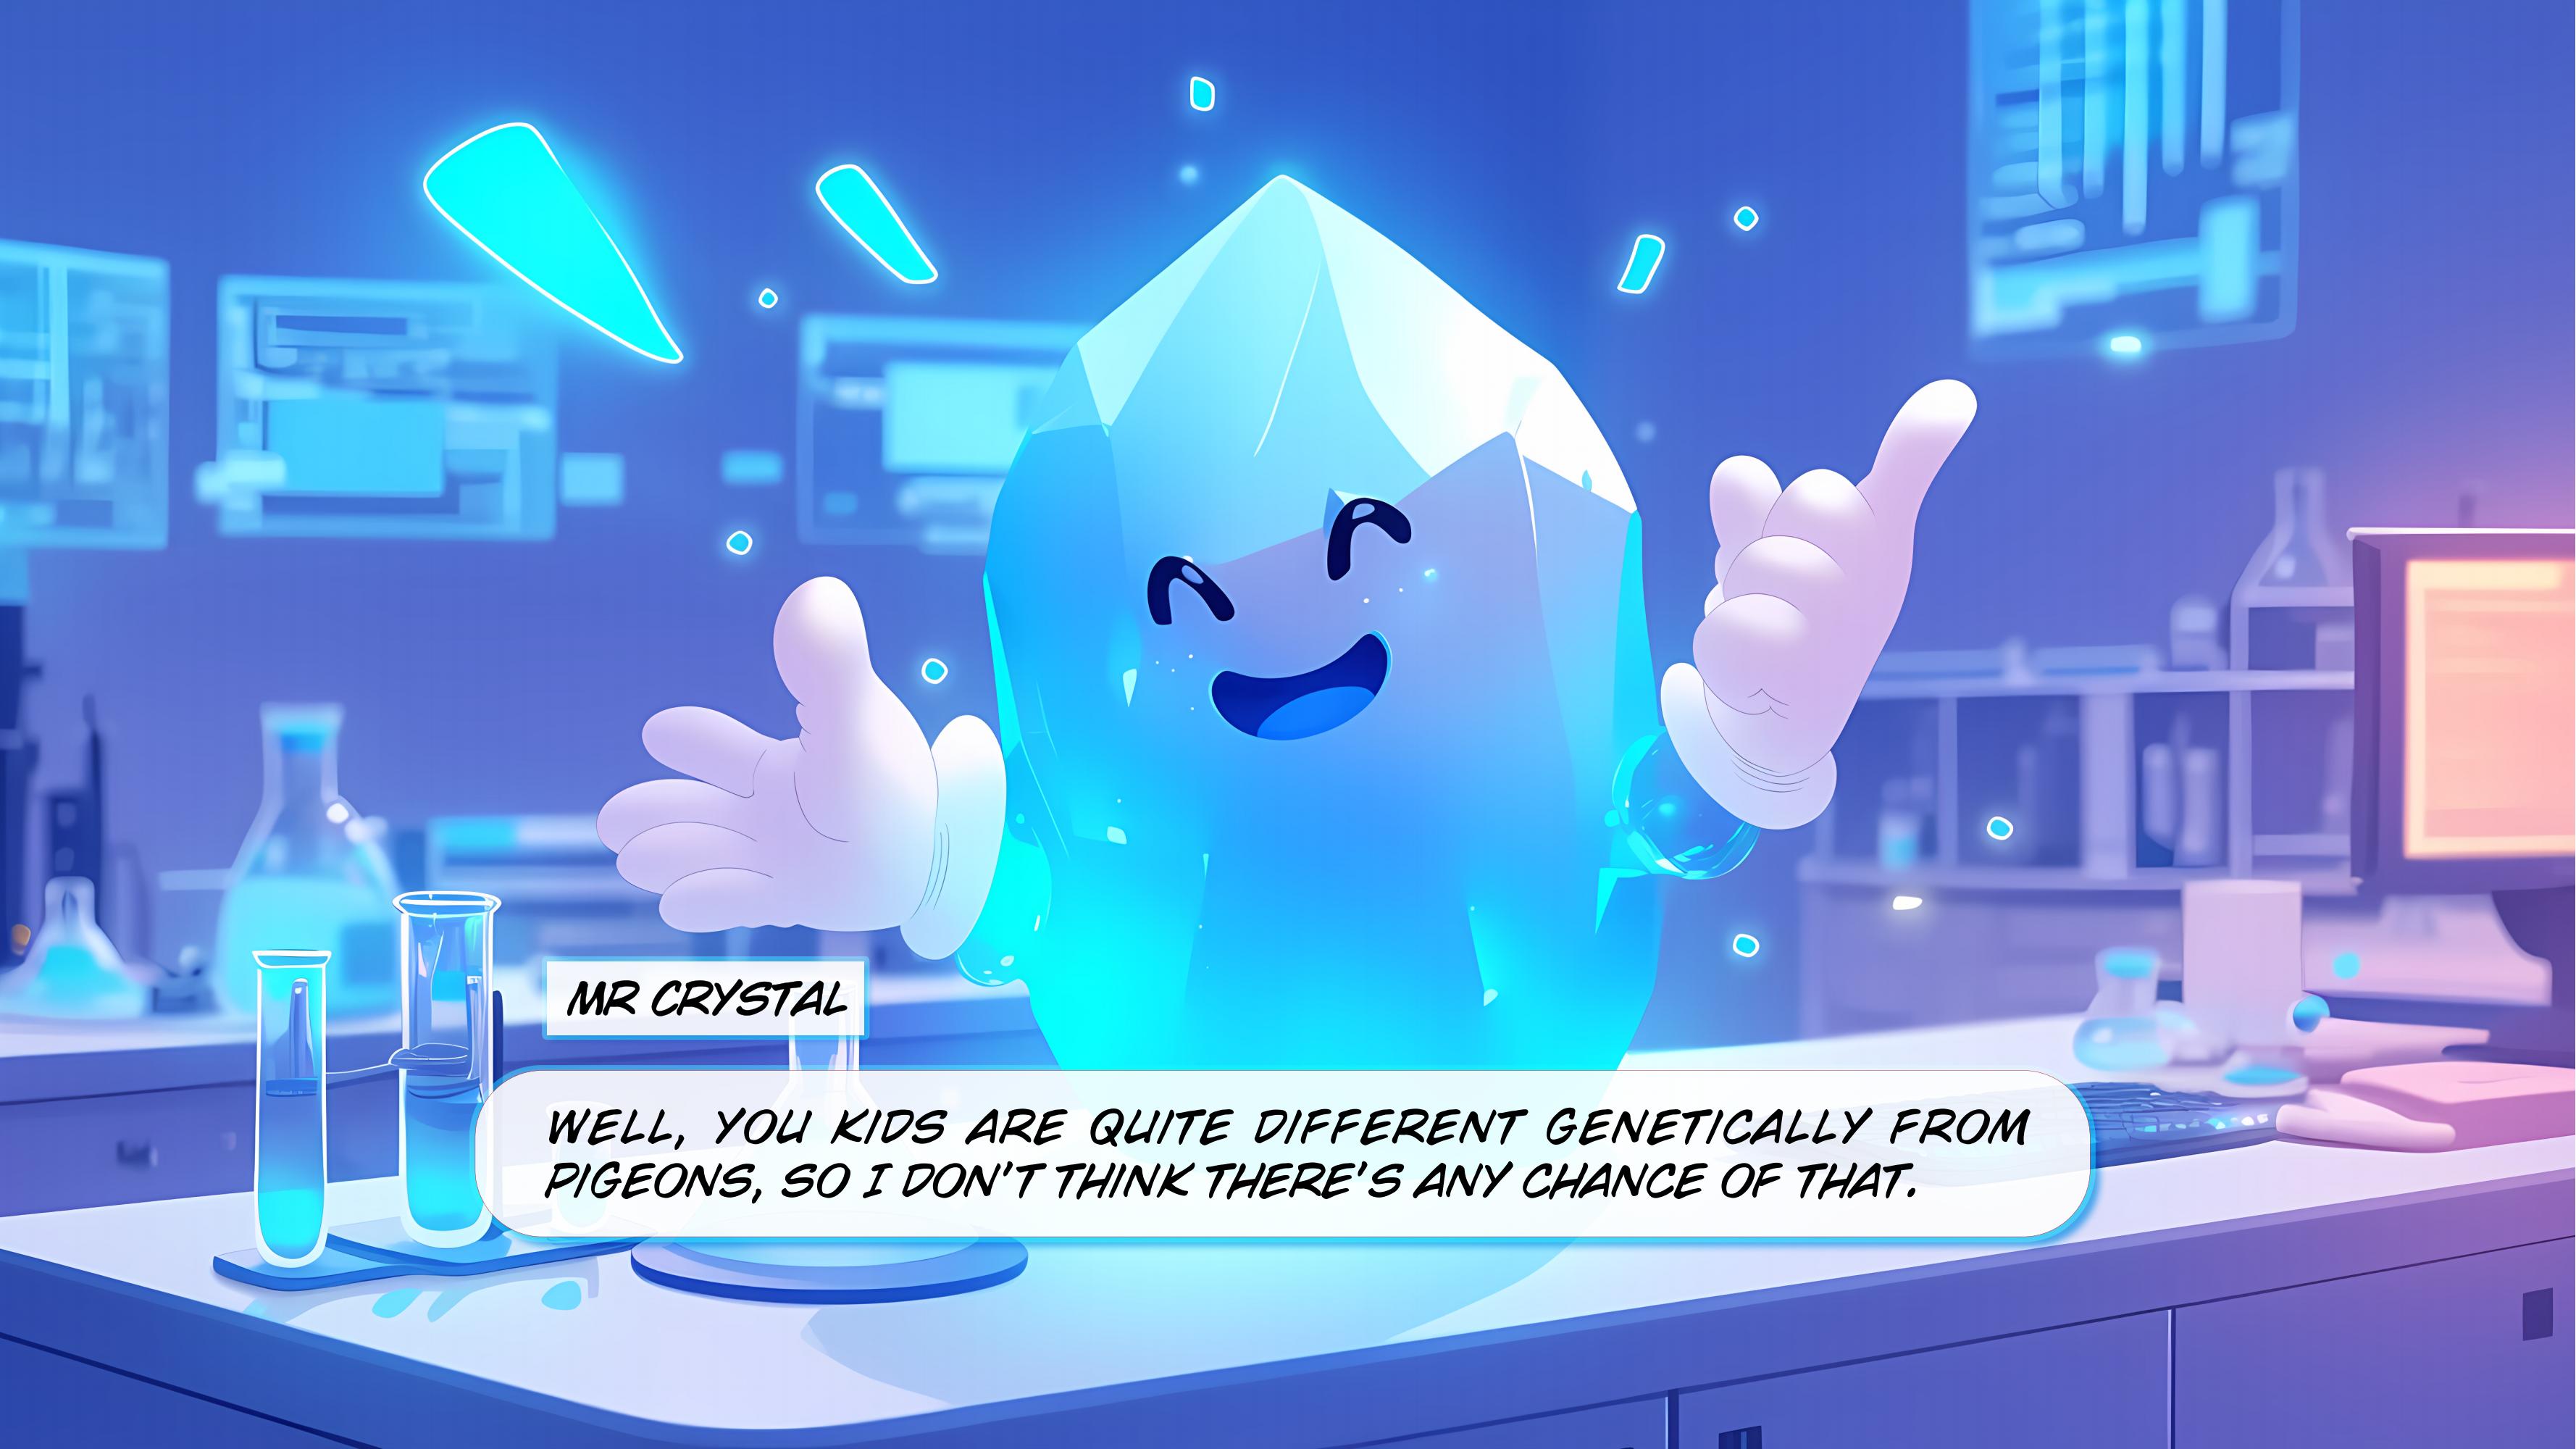 MR CRYSTAL
WELL, YOU KIDS ARE QUITE DIFFERENT GENETICALLY FROM
PIGEONS, SO I DON'T THINK THERE'S ANY CHANCE OF THAT.